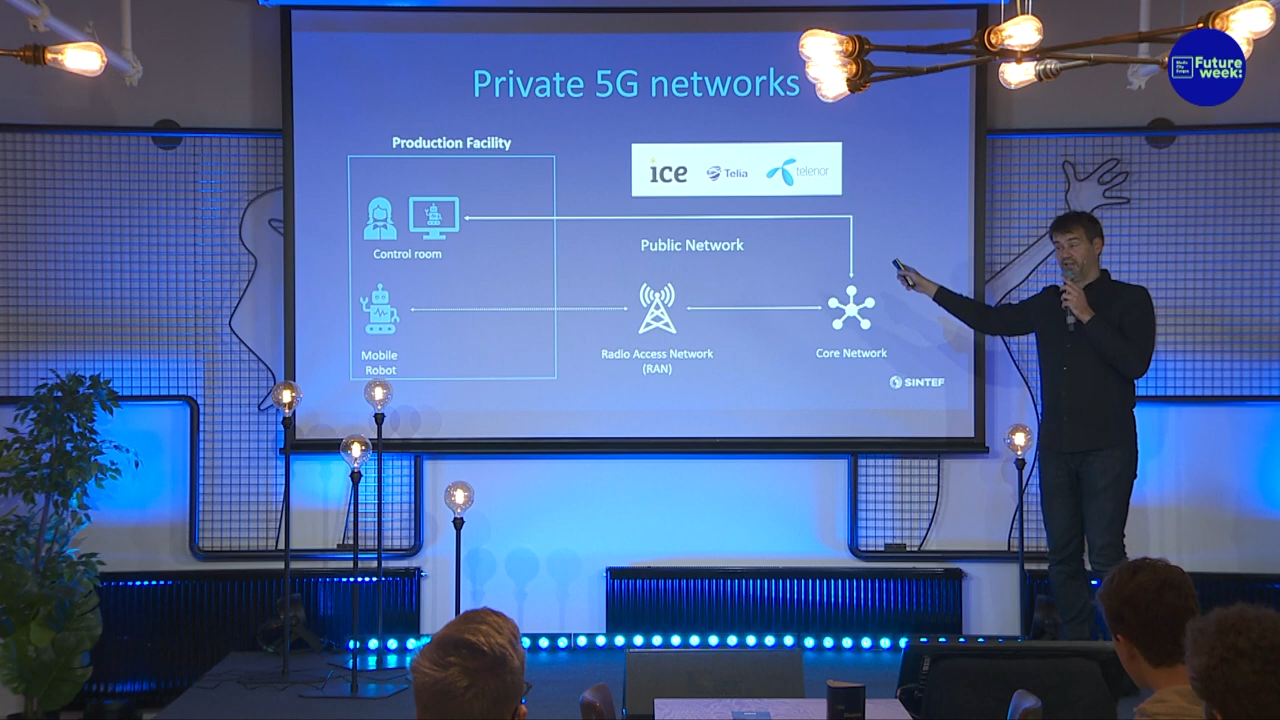 Private 5G networks
Future
week:
Production Facility
ice
Telia
telenor
Control room
Public Network
Mobile
Robot
Radio Access Network
(RAN)
Core Network
SINTEF